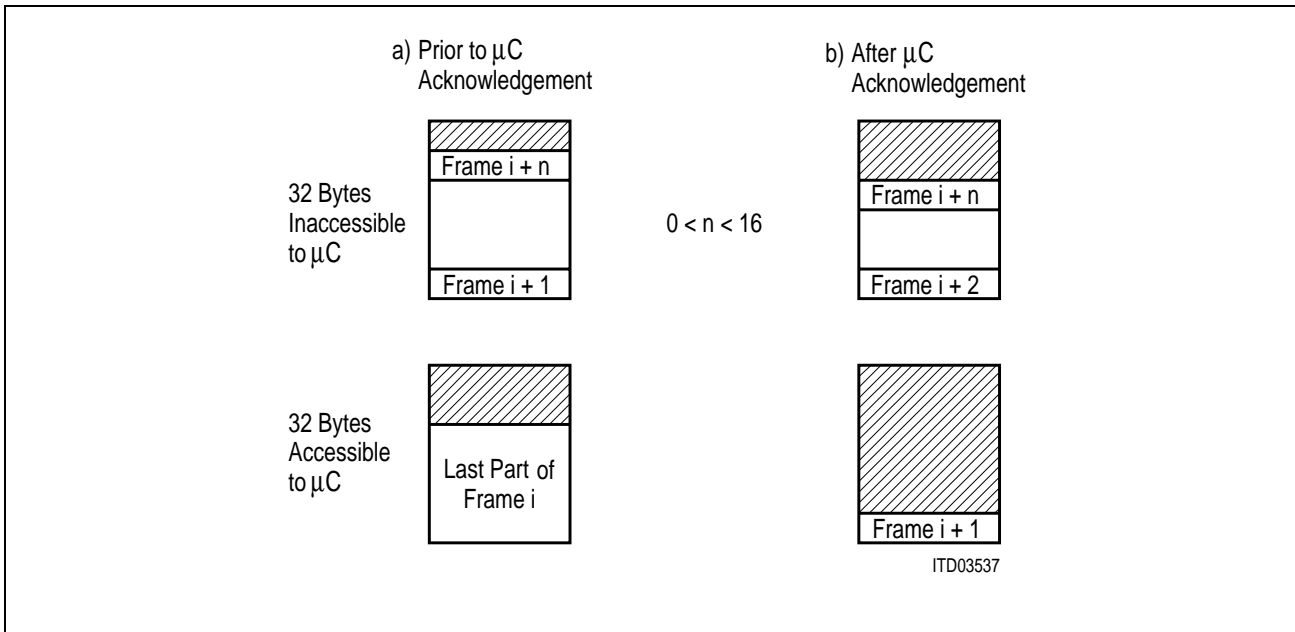 a) Prior to µC
Acknowledgement
b) After µC
Acknowledgement
32 Bytes
Inaccessible
to µC
Frame i + n
Frame i + 1
0 < n < 16
Frame i + n
Frame i + 2
32 Bytes
Accessible
to µC
Last Part of
Frame i
Frame i + 1
ITD03537